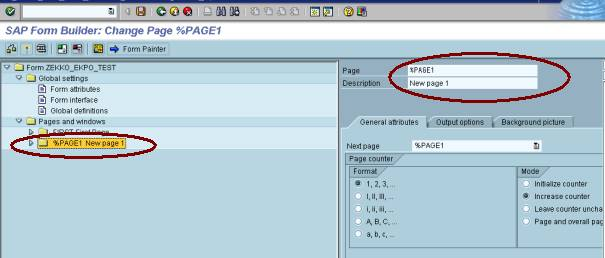 SAP Form Builder: Change Page %PAGE1
Form Painter
Form ZEKKO_EKPO_TEST
Global settings
Form attributes
Form interface
Global definitions
Pages and windows
FIRST First Page
%PAGE1 New page 1
Page %PAGE1
Description New page 1
General attributes Output options Background picture
Next page %PAGE1
Page counter
Format Mode
1, 2, 3, ... Initialize counter
I, II, III, ... Increase counter
i, ii, iii, ... Leave counter uncha
A, B, C, ... Page and overall pag
a, b, c, ...